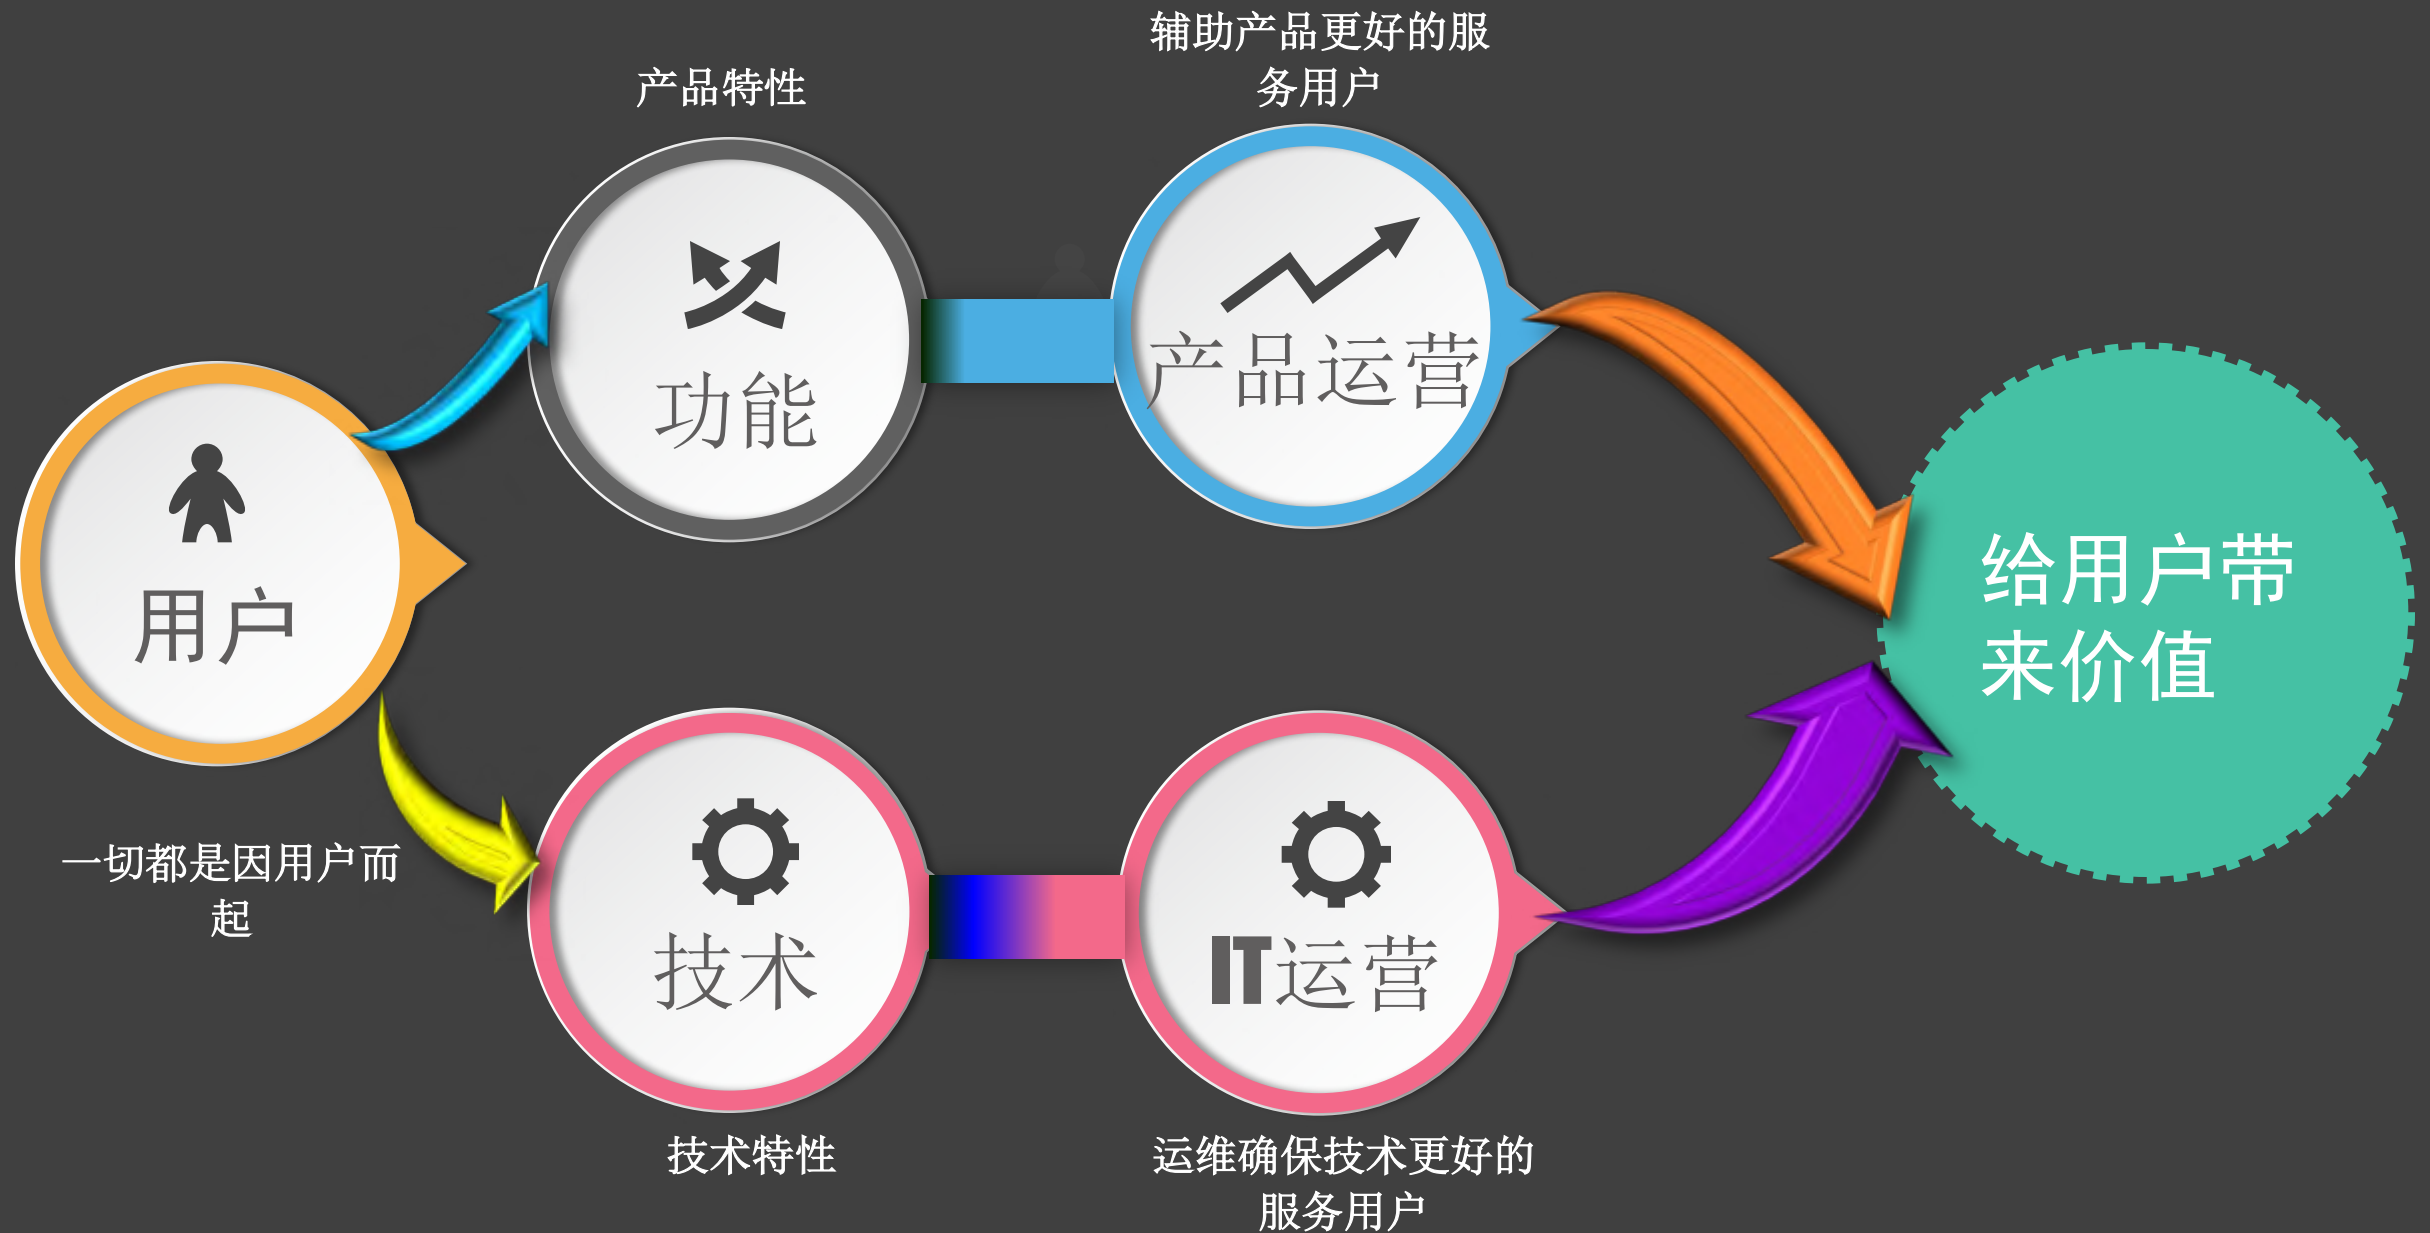 辅助产品更好的服
务用户
产品特性
功能
产品运营
用户
给用户带
来价值
一切都是因用户而
起
技术
IT运营
技术特性
运维确保技术更好的
服务用户